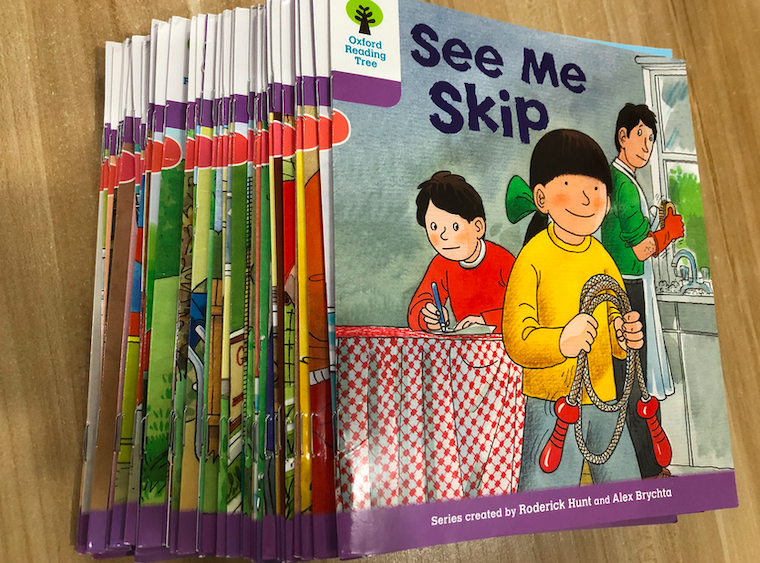 Oxford
Reading
Tree
See Me
Skip
Series created by Roderick Hunt and Alex Brychta